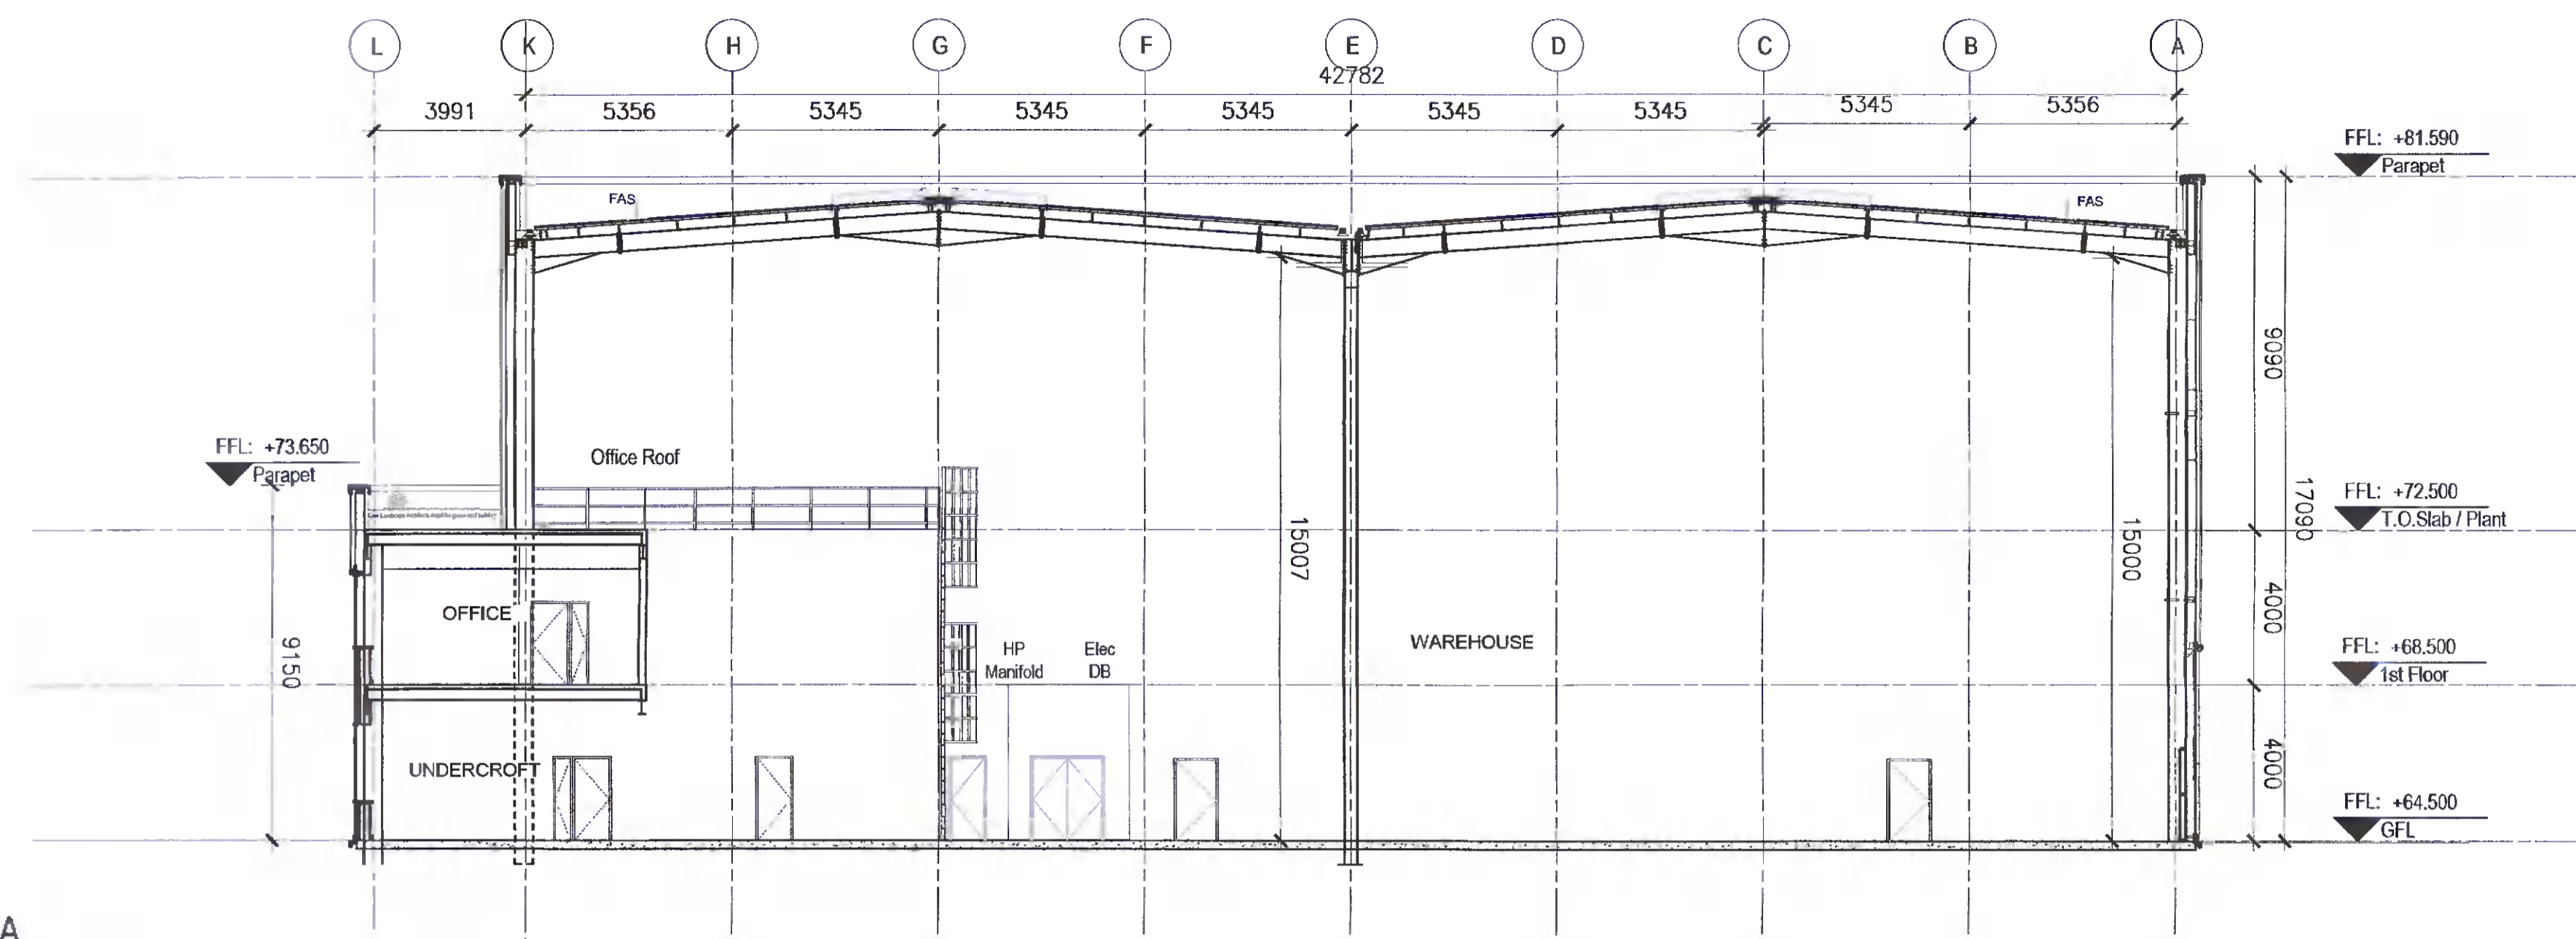 L K H G F E D C B A
42782
3991 5356 5345 5345 5345 5345 5345 5345 5356
FFL: +81.590
Parapet
FAS FAS
9090
FFL: +73.650
Parapet
Office Roof
FFL: +72.500
T.O.Slab / Plant
17090
15007
15000
OFFICE
4000
9150
HP
Manifold
Elec
DB
WAREHOUSE
FFL: +68.500
1st Floor
UNDERCROFT
4000
FFL: +64.500
GFL
A